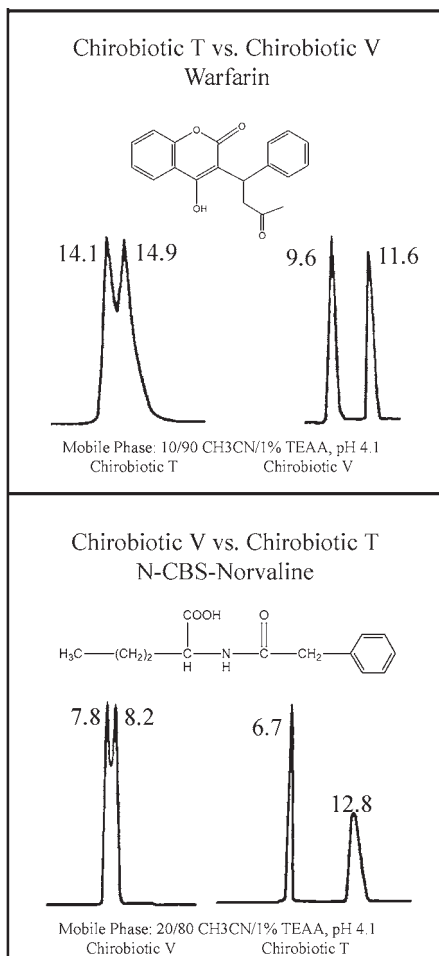 Chirobiotic T vs. Chirobiotic V
Warfarin
O
O
OH
O
14.1
14.9
9.6
11.6
Mobile Phase: 10/90 CH3CN/1% TEAA, pH 4.1
Chirobiotic T
Chirobiotic V
Chirobiotic V vs. Chirobiotic T
N-CBS-Norvaline
COOH
O
H₃C
(CH₂)₂
C
H
N
H
CH₂
7.8
8.2
6.7
12.8
Mobile Phase: 20/80 CH3CN/1% TEAA, pH 4.1
Chirobiotic V
Chirobiotic T